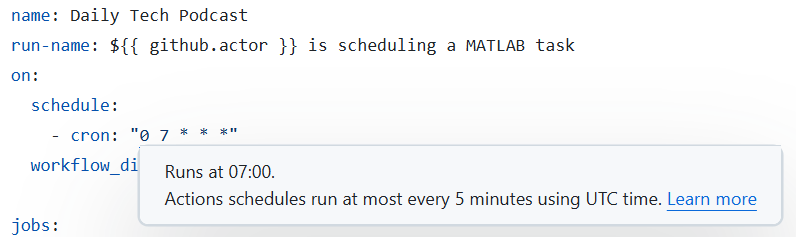 name: Daily Tech Podcast
run-name: ${{ github.actor }} is scheduling a MATLAB task
on:
schedule:
- cron: "0 7 * * *"
workflow_di
Runs at 07:00.
Actions schedules run at most every 5 minutes using UTC time. Learn more
jobs: